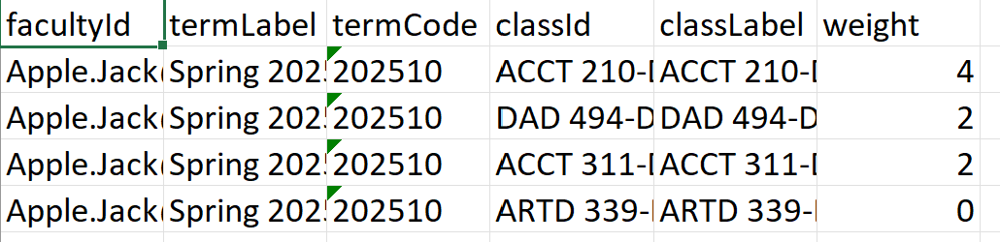 facultyId termLabel termCode classId classLabel weight
Apple.Jack Spring 202 202510 ACCT 210- ACCT 210- 4
Apple.Jack Spring 202 202510 DAD 494-D DAD 494-D 2
Apple.Jack Spring 202 202510 ACCT 311- ACCT 311- 2
Apple.Jack Spring 202 202510 ARTD 339- ARTD 339- 0